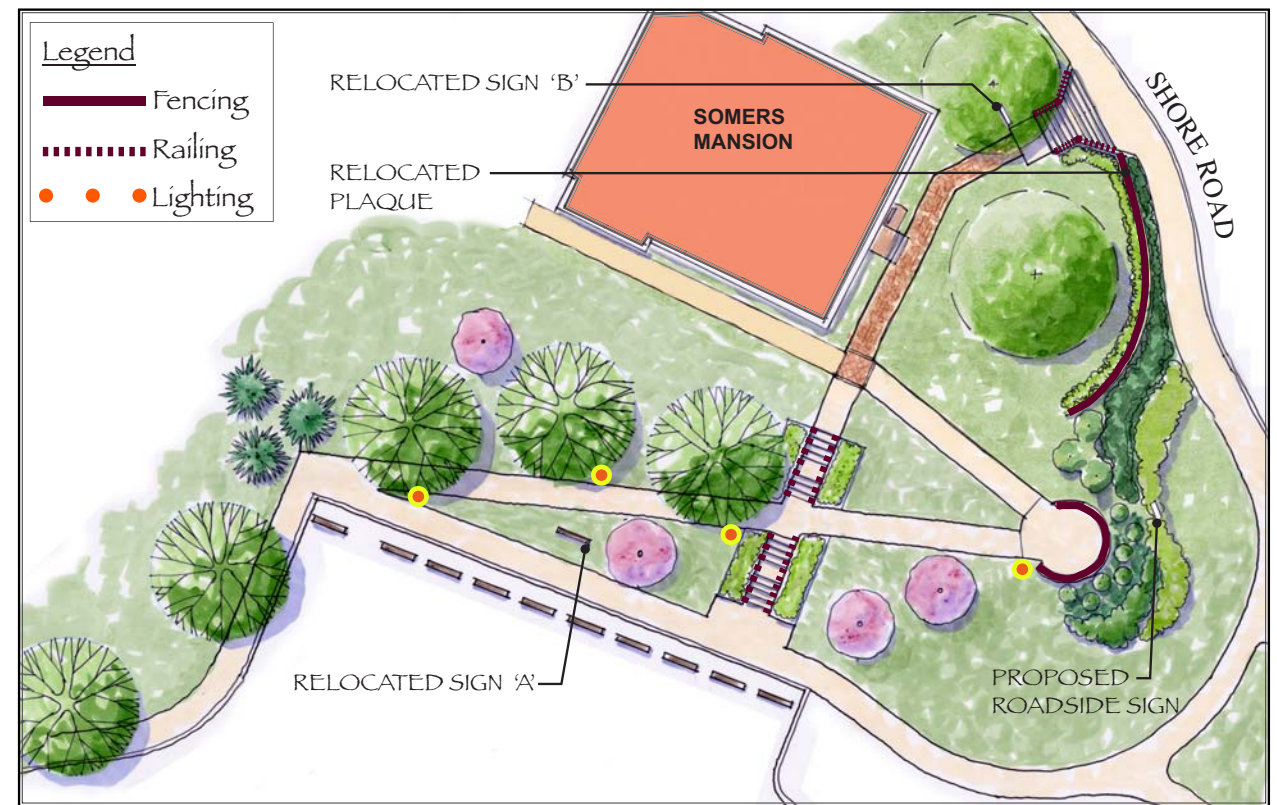 Legend
Fencing
Railing
Lighting
RELOCATED SIGN ‘B’
RELOCATED
PLAQUE
SOMERS
MANSION
SHORE ROAD
RELOCATED SIGN ‘A’
PROPOSED
ROADSIDE SIGN